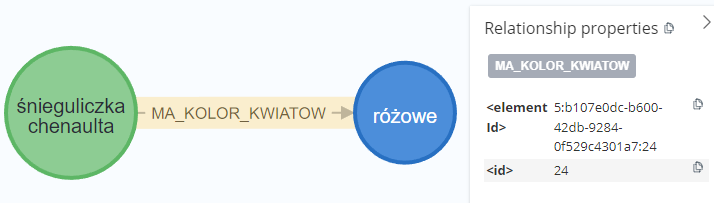 śnieguliczka
chenaulta
MA_KOLOR_KWIATOW
różowe
Relationship properties
MA_KOLOR_KWIATOW
<element
Id>
5:b107e0dc-b600-
42db-9284-
0f529c4301a7:24
<id>
24